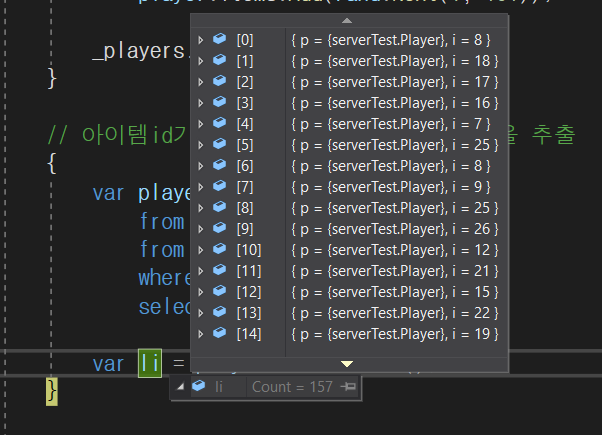 _players.
}
// 아이템id가 을 추출
{
var playe
from
from
where
selec
[0] { p = {serverTest.Player}, i = 8 }
[1] { p = {serverTest.Player}, i = 18 }
[2] { p = {serverTest.Player}, i = 17 }
[3] { p = {serverTest.Player}, i = 16 }
[4] { p = {serverTest.Player}, i = 7 }
[5] { p = {serverTest.Player}, i = 25 }
[6] { p = {serverTest.Player}, i = 8 }
[7] { p = {serverTest.Player}, i = 9 }
[8] { p = {serverTest.Player}, i = 25 }
[9] { p = {serverTest.Player}, i = 26 }
[10] { p = {serverTest.Player}, i = 12 }
[11] { p = {serverTest.Player}, i = 21 }
[12] { p = {serverTest.Player}, i = 15 }
[13] { p = {serverTest.Player}, i = 22 }
[14] { p = {serverTest.Player}, i = 19 }
var li =
}
li Count = 157